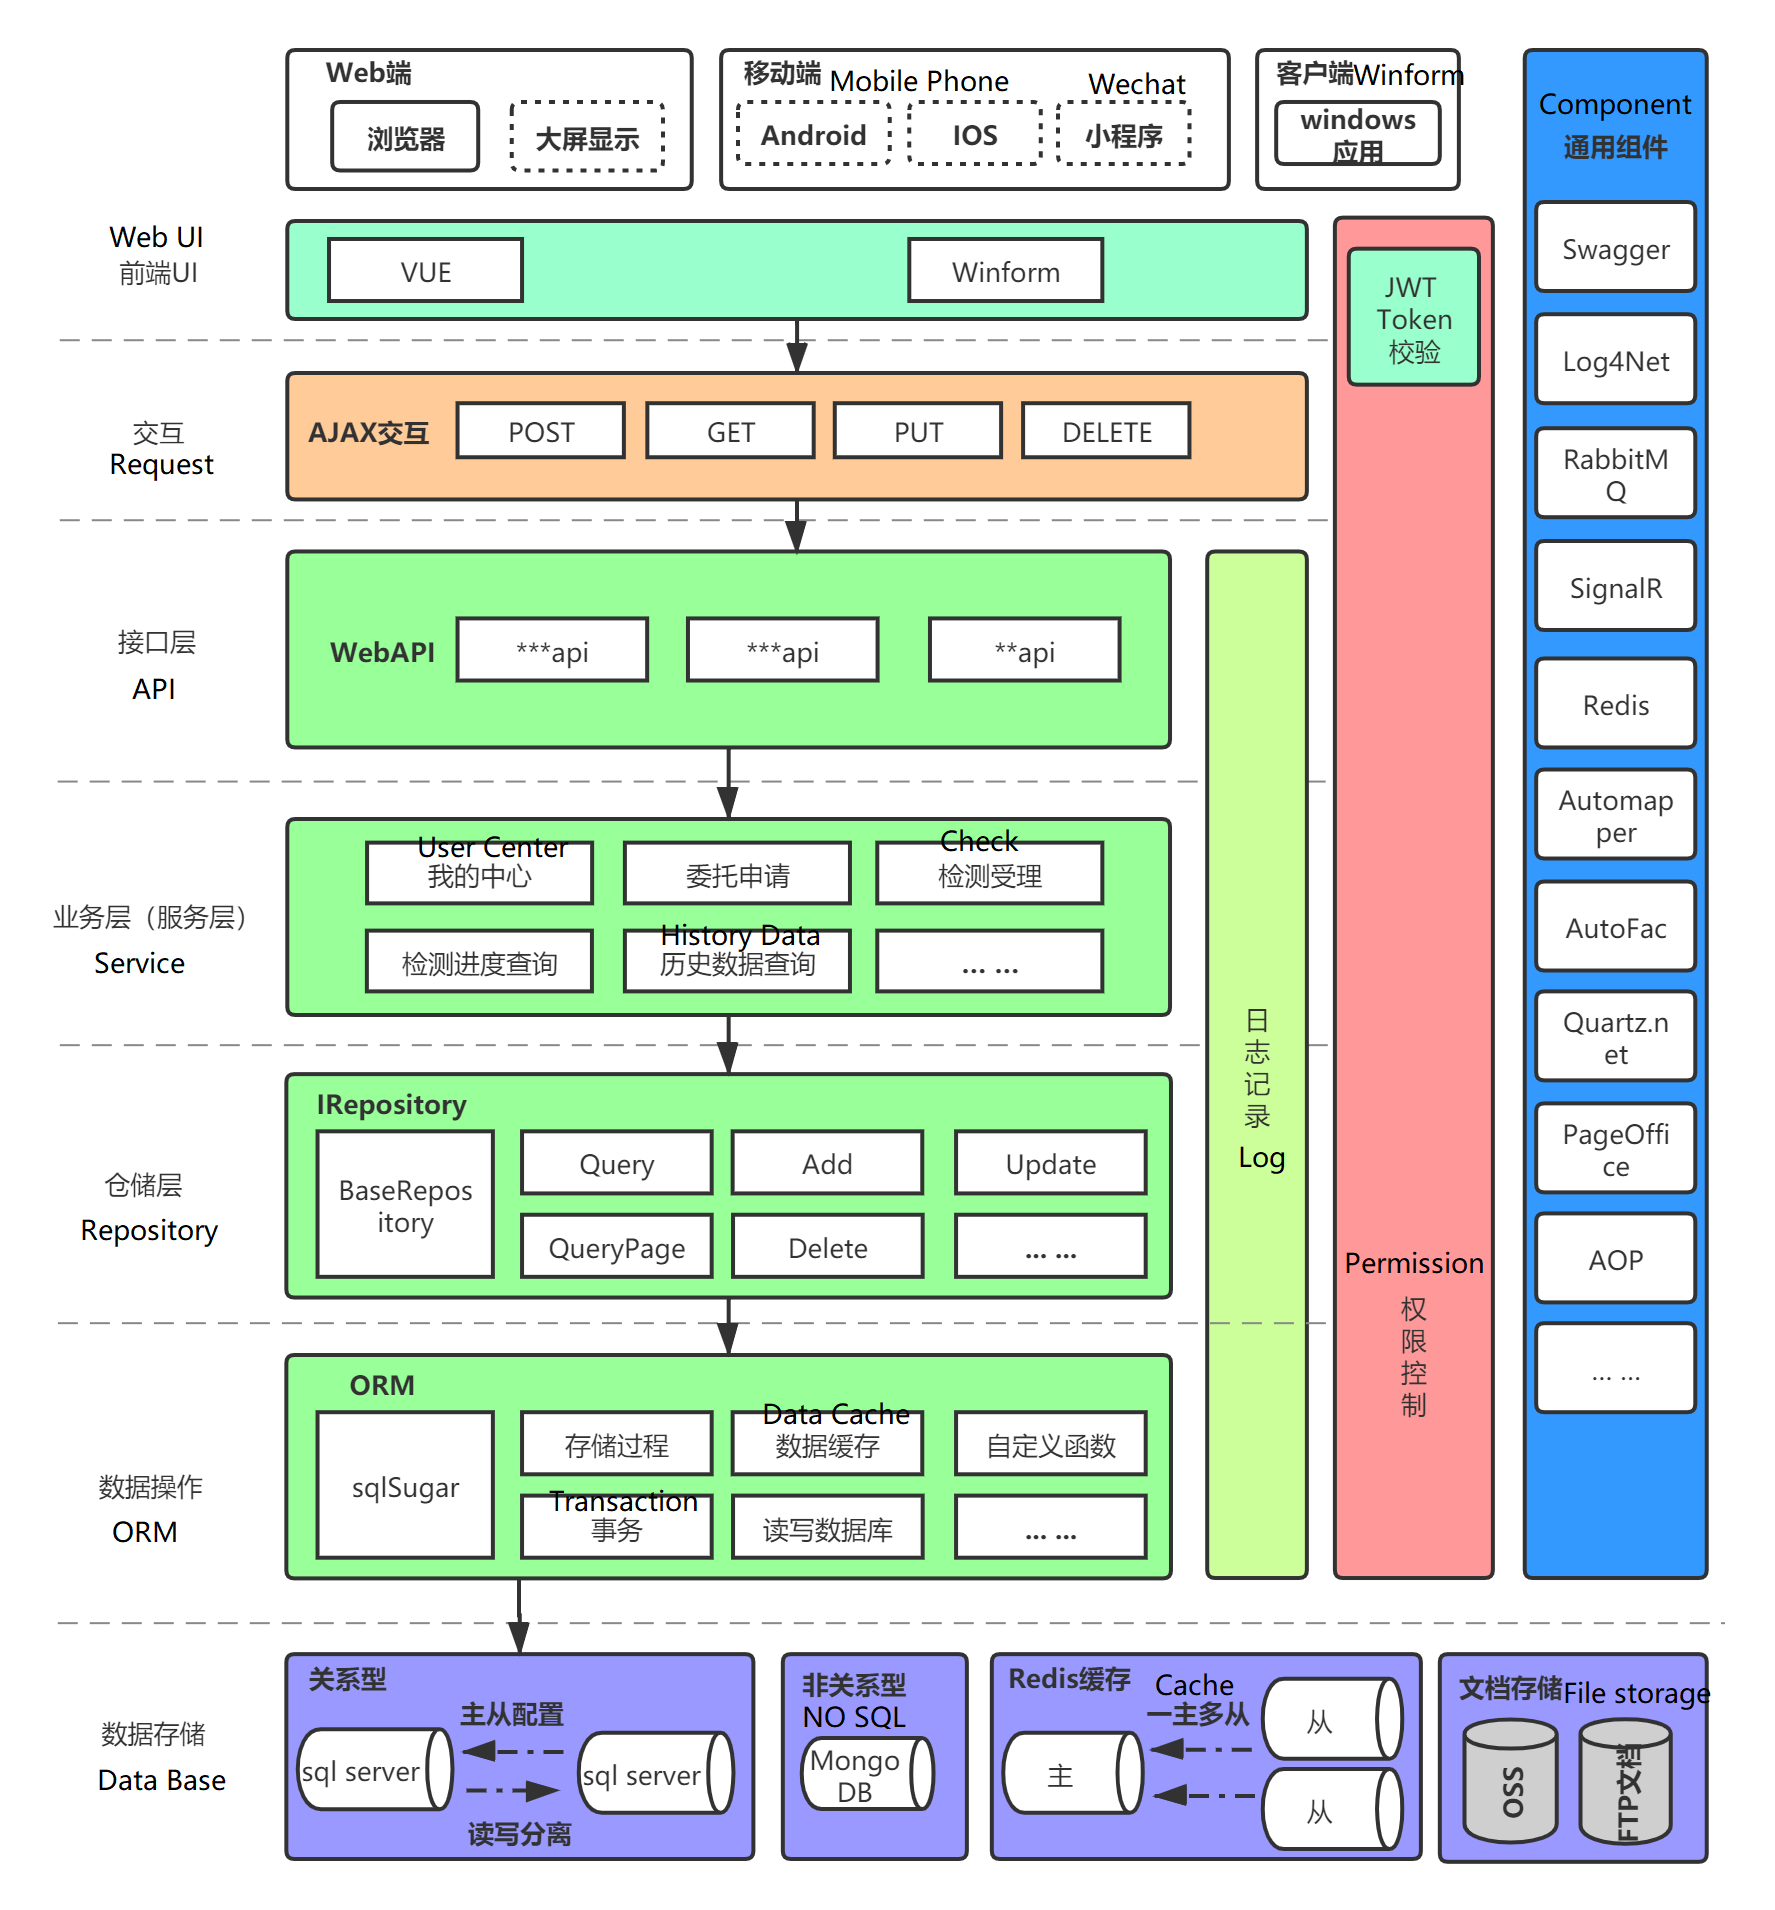 Web端
浏览器
大屏显示
移动端 Mobile Phone
Wechat
Android
IOS
小程序
客户端Winform
windows
应用
Component
通用组件
Swagger
Log4Net
RabbitM
Q
SignalR
Redis
Automap
per
AutoFac
Quartz.n
et
PageOffi
ce
AOP
... ...
Web UI
前端UI
VUE
Winform
JWT
Token
校验
Permission
权
限
控
制
交互
Request
AJAX交互
POST
GET
PUT
DELETE
接口层
API
WebAPI
***api
***api
**api
日
志
记
录
Log
业务层（服务层）
Service
User Center
我的中心
委托申请
Check
检测受理
检测进度查询
History Data
历史数据查询
... ...
仓储层
Repository
IRepository
BaseRepos
itory
Query
Add
Update
QueryPage
Delete
... ...
数据操作
ORM
ORM
sqlSugar
存储过程
Data Cache
数据缓存
自定义函数
Transaction
事务
读写数据库
... ...
数据存储
Data Base
关系型
主从配置
sql server
sql server
读写分离
非关系型
NO SQL
Mongo
DB
Redis缓存
Cache
一主多从
主
从
从
文档存储File storage
OSS
FTP文档